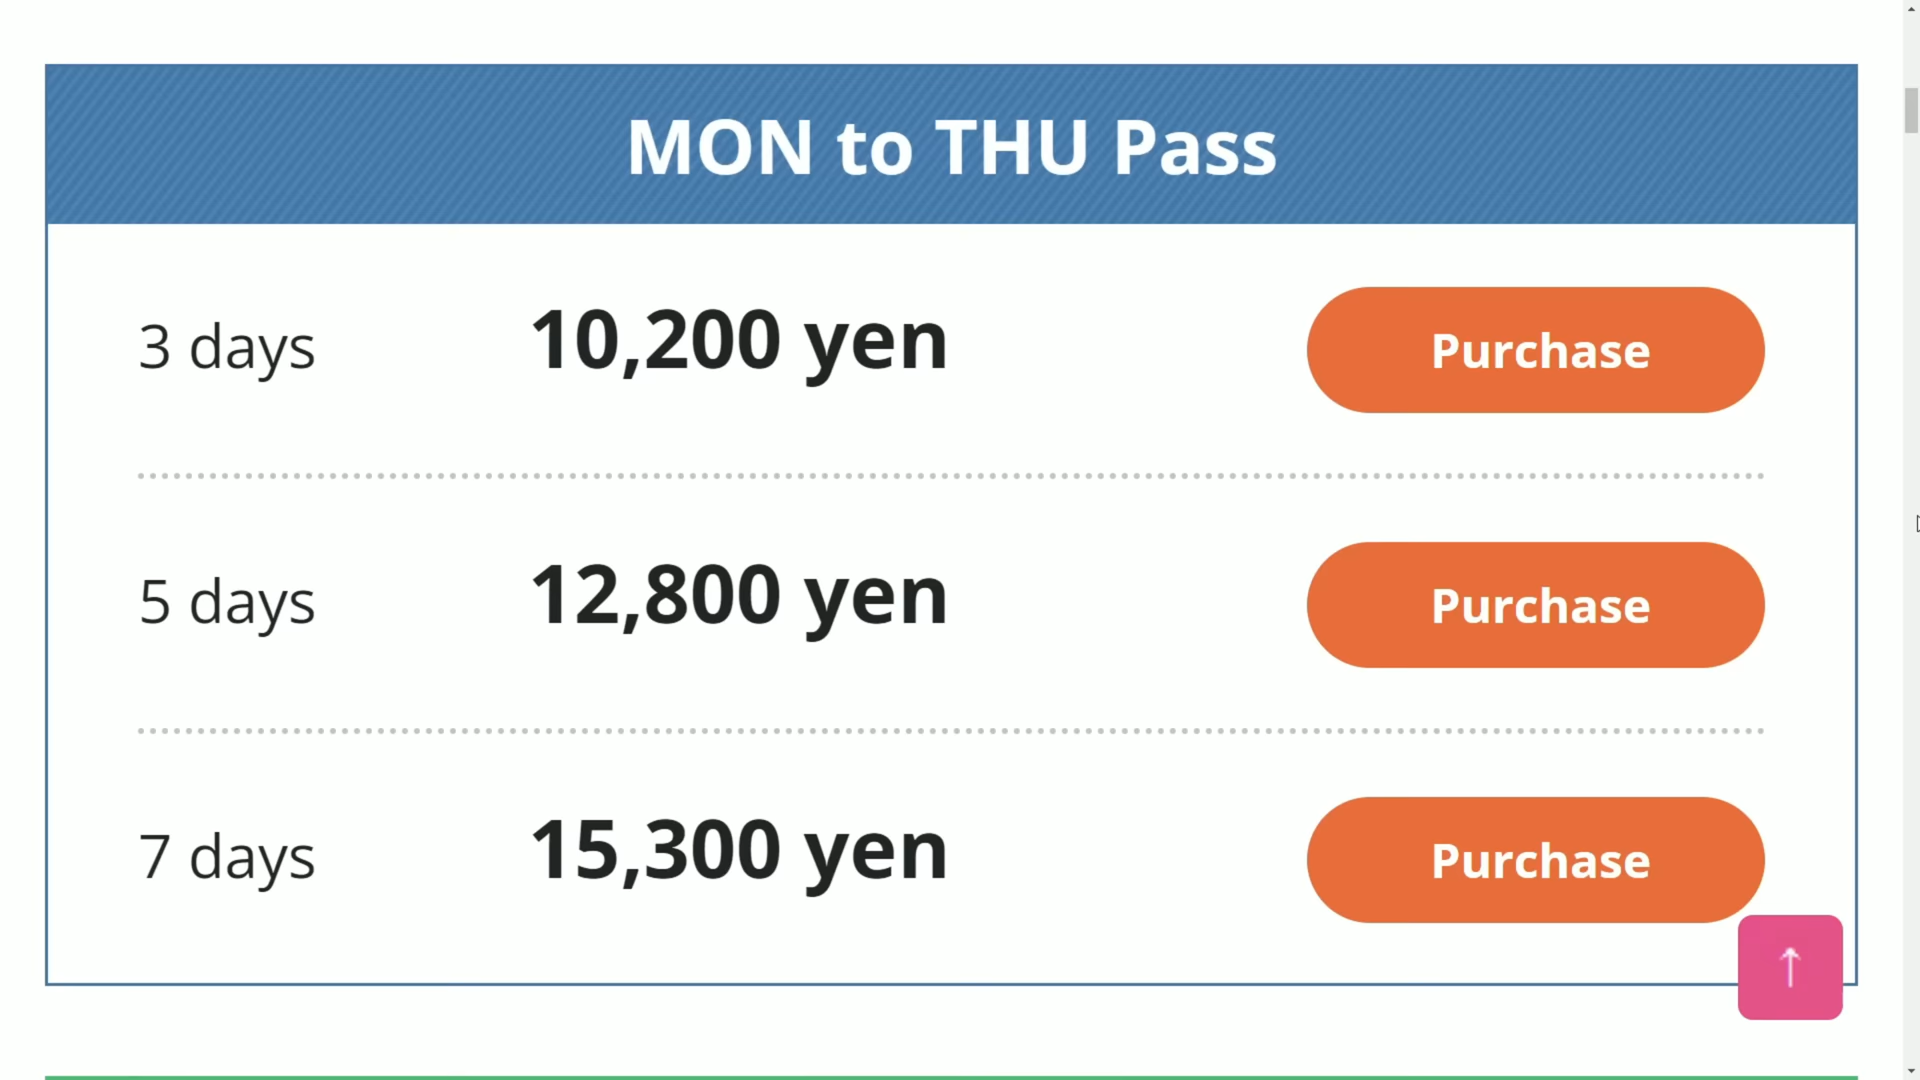 MON to THU Pass
3 days 10,200 yen Purchase
5 days 12,800 yen Purchase
7 days 15,300 yen Purchase
↑